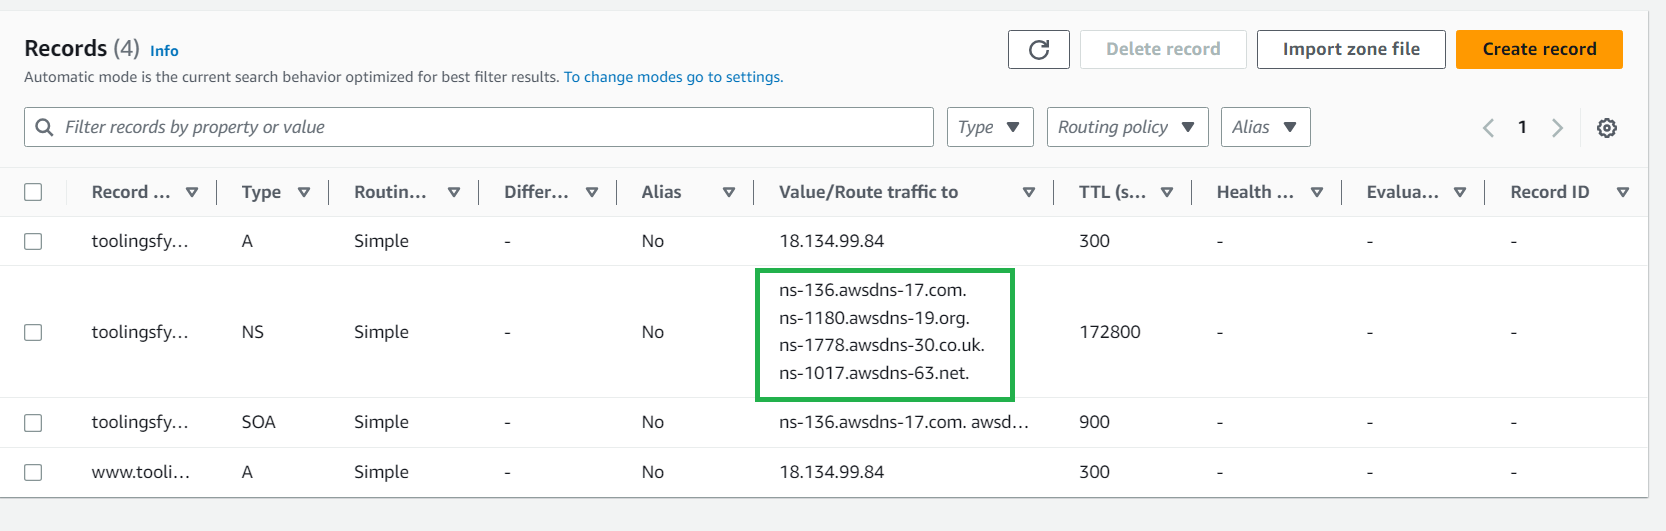 Records (4) Info
Delete record
Import zone file
Create record
Automatic mode is the current search behavior optimized for best filter results. To change modes go to settings.
Filter records by property or value
Type
Routing policy
Alias
1
Record ... Type Routin... Differ... Alias Value/Route traffic to TTL (s... Health ... Evalua... Record ID
toolingsfy... A Simple - No 18.134.99.84 300 - - -
toolingsfy... NS Simple - No ns-136.awsdns-17.com.
ns-1180.awsdns-19.org.
ns-1778.awsdns-30.co.uk.
ns-1017.awsdns-63.net.
172800 - - -
toolingsfy... SOA Simple - No ns-136.awsdns-17.com. awsd... 900 - - -
www.tooli... A Simple - No 18.134.99.84 300 - - -